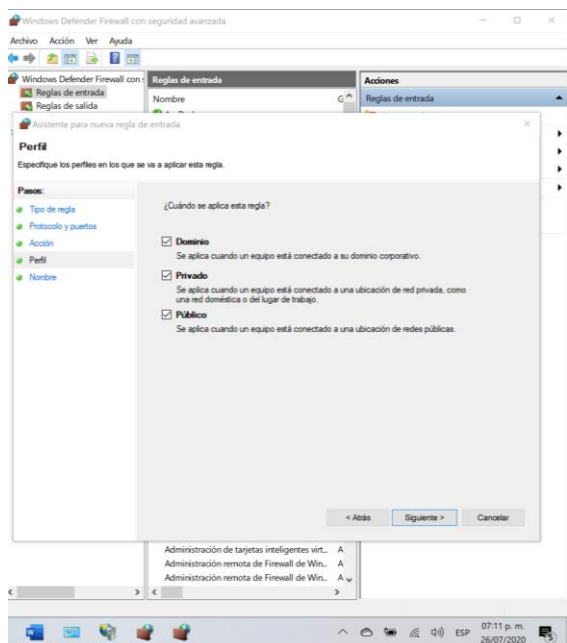 Windows Defender Firewall con seguridad avanzada
Archivo Acción Ver Ayuda
Windows Defender Firewall con
Reglas de entrada
Reglas de salida
Reglas de entrada
Nombre
Acciones
Reglas de entrada
Asistente para nueva regla de entrada
Perfil
Especifique los perfiles en los que se va a aplicar esta regla.
Pasos:
Tipo de regla
Protocolo y puertos
Acción
Perfil
Nombre
¿Cuándo se aplica esta regla?
Dominio
Se aplica cuando un equipo está conectado a su dominio corporativo.
Privado
Se aplica cuando un equipo está conectado a una ubicación de red privada, como
una red doméstica o del lugar de trabajo.
Público
Se aplica cuando un equipo está conectado a una ubicación de redes públicas.
< Atrás Siguiente > Cancelar
Administración de tarjetas inteligentes virt... A
Administración remota de Firewall de Win... A
Administración remota de Firewall de Win... A
ESP
07:11 p. m.
26/07/2020